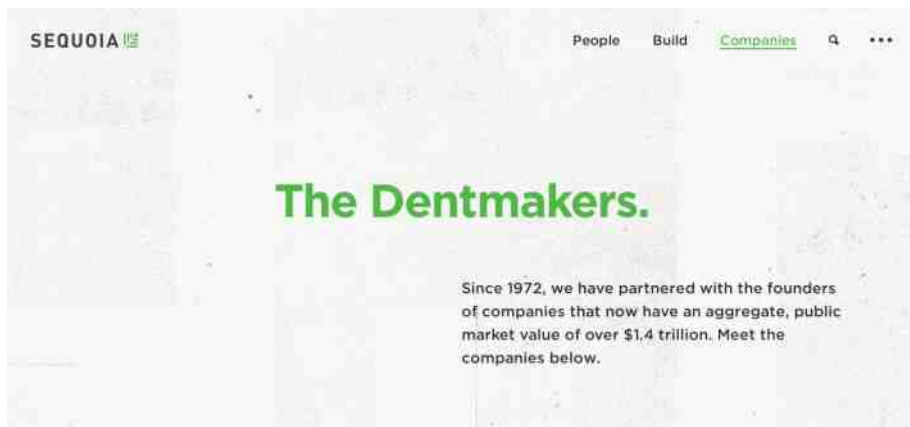 SEQUOIA
People Build Companies
The Dentmakers.
Since 1972, we have partnered with the founders
of companies that now have an aggregate, public
market value of over $1.4 trillion. Meet the
companies below.